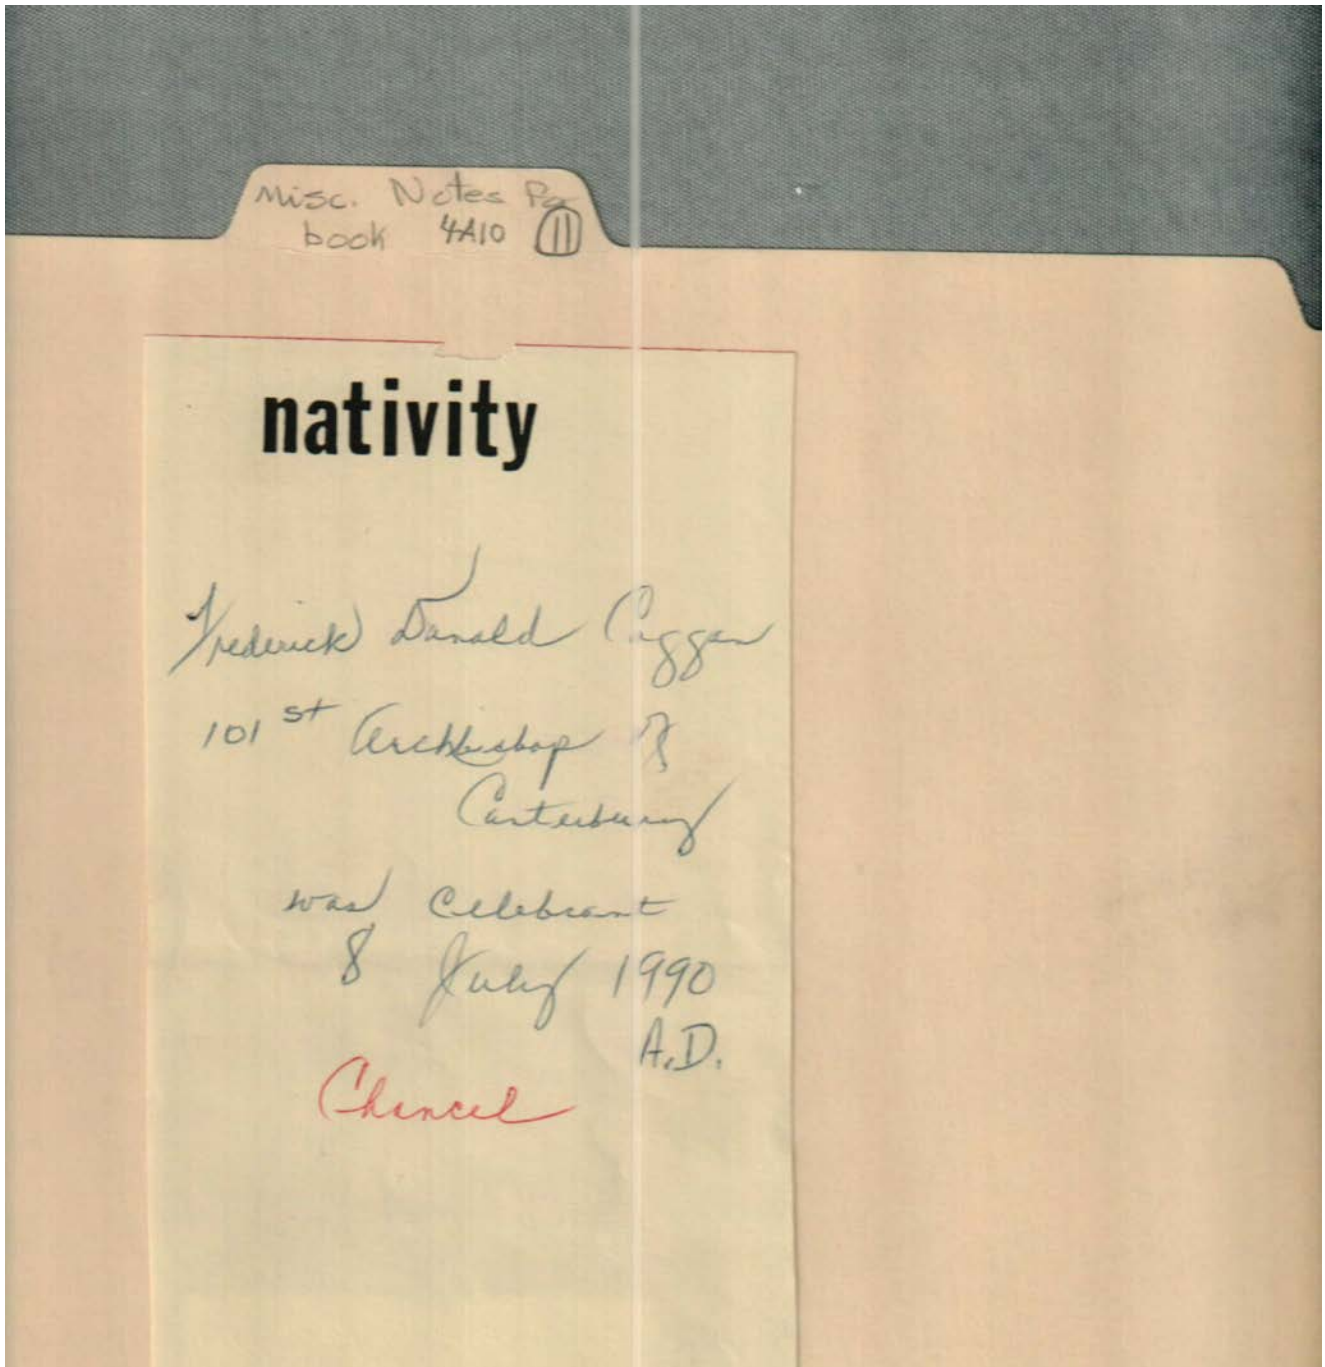 Misc. Notes Pg
book 4A10 11
nativity
Frederick Donald Coggan
101st Archbishop of
Canterbury
was celebrant
8 July 1990
A.D.
Chancel